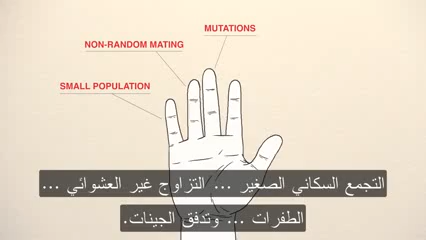 MUTATIONS
NON-RANDOM MATING
SMALL POPULATION
التجمع السكاني الصغير ... التزاوج غير العشوائي ...
الطفرات ... وتدفق الجينات.